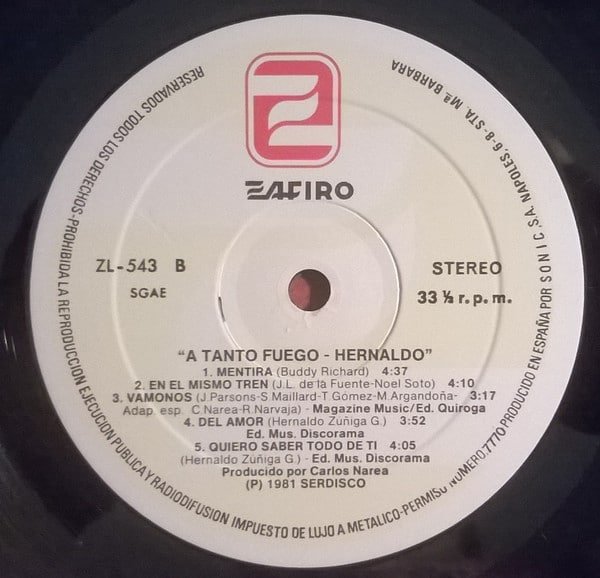 ZAFIRO
ZL-543 B
SGAE
STEREO
33 ⅓ r. p. m.
"A TANTO FUEGO - HERNALDO"
1. MENTIRA (Buddy Richard) 4:37
2. EN EL MISMO TREN (J.L. de la Fuente-Noel Soto) 4:10
3. VAMONOS (J Parsons-S Maillard-T Gómez-M.Argandoña- 3:17
Adap. esp. C Narea-R.Narvaja) - Magazine Music/Ed. Quiroga
4. DEL AMOR (Hernaldo Zúñiga G.) 3:52
Ed. Mus. Discorama
5. QUIERO SABER TODO DE TI 4:05
(Hernaldo Zúñiga G.) - Ed. Mus. Discorama
Producido por Carlos Narea
(P) 1981 SERDISCO
RESERVADOS TODOS LOS DERECHOS-PROHIBIDA LA REPRODUCCION EJECUCION PUBLICA Y RADIODIFUSION IMPUESTO DE LUJO A METALICO-PERMISO NUMERO,7770 PRODUCIDO EN ESPAÑA POR S O N I C , S.A. NAPOLES, 6-8-STA. Mª BARBARA